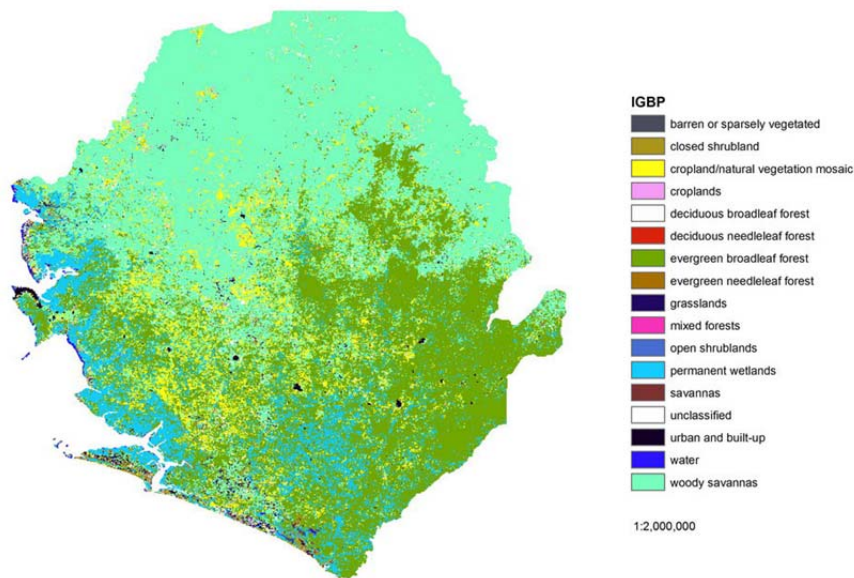 IGBP
barren or sparsely vegetated
closed shrubland
cropland/natural vegetation mosaic
croplands
deciduous broadleaf forest
deciduous needleleaf forest
evergreen broadleaf forest
evergreen needleleaf forest
grasslands
mixed forests
open shrublands
permanent wetlands
savannas
unclassified
urban and built-up
water
woody savannas
1:2,000,000